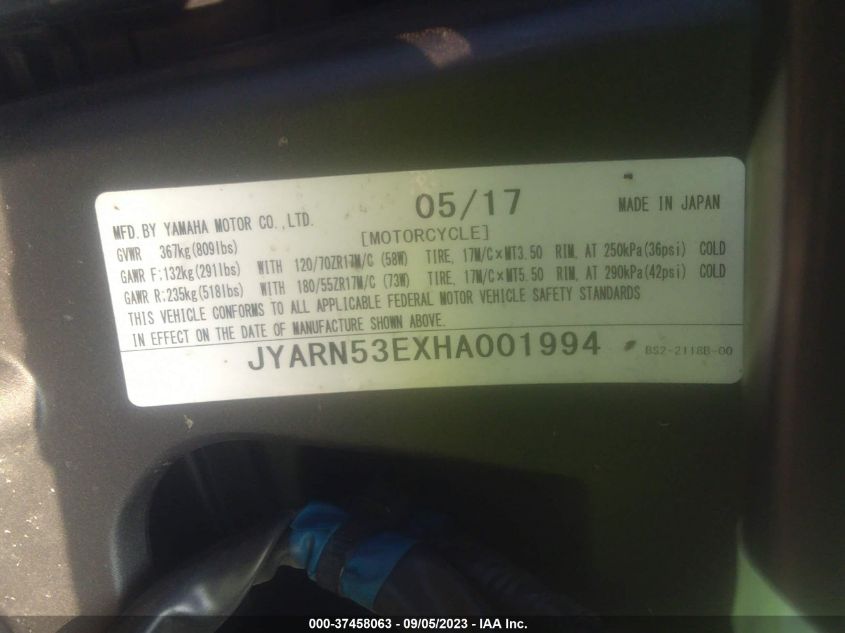 MFD. BY YAMAHA MOTOR CO., LTD. 05/17 MADE IN JAPAN
GVWR 367kg(809lbs) [MOTORCYCLE]
GAWR F:132kg(291lbs) WITH 120/70ZR17M/C (58W) TIRE, 17M/C×MT3.50 RIM, AT 250kPa(36psi) COLD
GAWR R:235kg(518lbs) WITH 180/55ZR17M/C (73W) TIRE, 17M/C×MT5.50 RIM, AT 290kPa(42psi) COLD
THIS VEHICLE CONFORMS TO ALL APPLICABLE FEDERAL MOTOR VEHICLE SAFETY STANDARDS
IN EFFECT ON THE DATE OF MANUFACTURE SHOWN ABOVE.
JYARN53EXHA001994 BS2-2118B-00
000-37458063 - 09/05/2023 - IAA Inc.